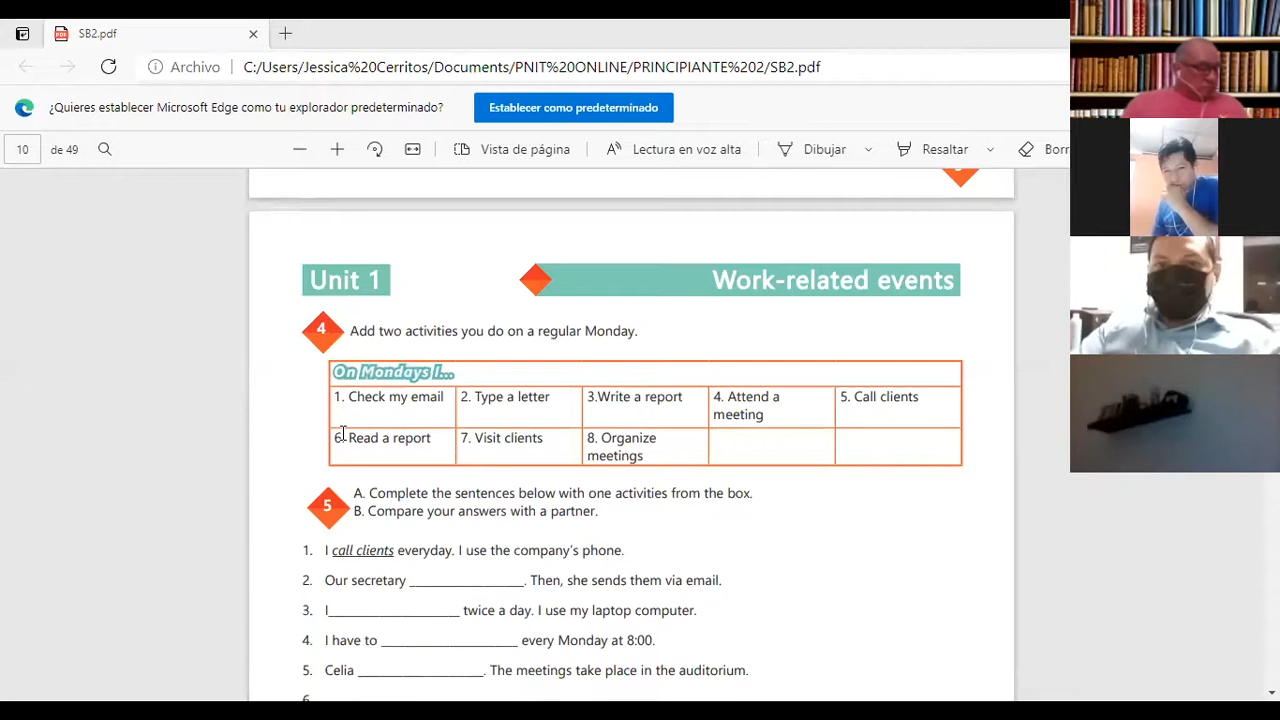 SB2.pdf
Archivo C:/Users/Jessica%20Cerritos/Documents/PNIT%20ONLINE/PRINCIPIANTE%202/SB2.pdf
¿Quieres establecer Microsoft Edge como tu explorador predeterminado? Establecer como predeterminado
10 de 49 Vista de página Lectura en voz alta Dibujar Resaltar Borr
Unit 1 Work-related events
4 Add two activities you do on a regular Monday.
On Mondays I...
1. Check my email 2. Type a letter 3.Write a report 4. Attend a meeting 5. Call clients
6. Read a report 7. Visit clients 8. Organize meetings
5 A. Complete the sentences below with one activities from the box.
B. Compare your answers with a partner.
1. I call clients everyday. I use the company's phone.
2. Our secretary __________________. Then, she sends them via email.
3. I_____________________ twice a day. I use my laptop computer.
4. I have to ______________________ every Monday at 8:00.
5. Celia ____________________. The meetings take place in the auditorium.